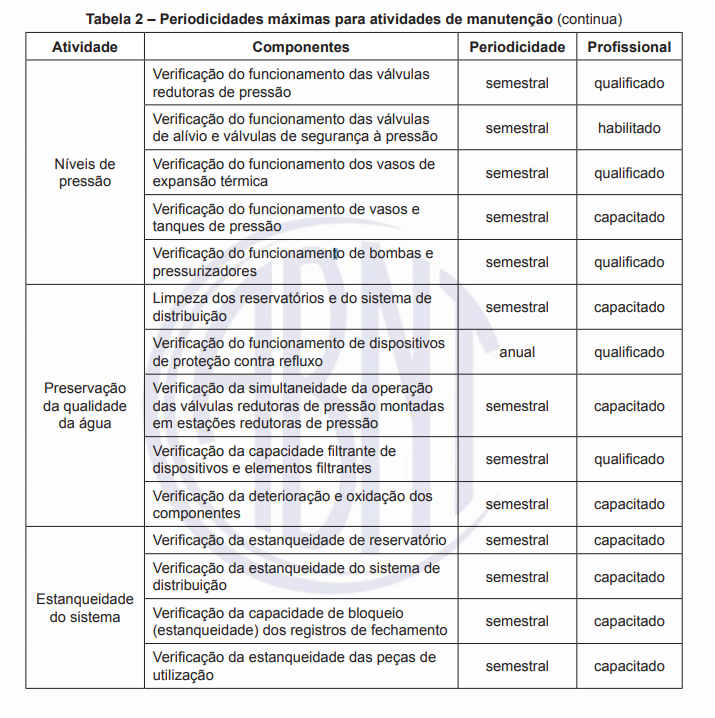 Tabela 2 – Periodicidades máximas para atividades de manutenção (continua)
Atividade Componentes Periodicidade Profissional
Níveis de
pressão
Verificação do funcionamento das válvulas
redutoras de pressão
semestral qualificado
Verificação do funcionamento das válvulas
de alívio e válvulas de segurança à pressão
semestral habilitado
Verificação do funcionamento dos vasos de
expansão térmica
semestral qualificado
Verificação do funcionamento de vasos e
tanques de pressão
semestral capacitado
Verificação do funcionamento de bombas e
pressurizadores
semestral qualificado
Preservação
da qualidade
da água
Limpeza dos reservatórios e do sistema de
distribuição
semestral capacitado
Verificação do funcionamento de dispositivos
de proteção contra refluxo
anual qualificado
Verificação da simultaneidade da operação
das válvulas redutoras de pressão montadas
em estações redutoras de pressão
semestral capacitado
Verificação da capacidade filtrante de
dispositivos e elementos filtrantes
semestral qualificado
Verificação da deterioração e oxidação dos
componentes
semestral capacitado
Estanqueidade
do sistema
Verificação da estanqueidade de reservatório semestral capacitado
Verificação da estanqueidade do sistema de
distribuição
semestral capacitado
Verificação da capacidade de bloqueio
(estanqueidade) dos registros de fechamento
semestral capacitado
Verificação da estanqueidade das peças de
utilização
semestral capacitado
ABNT